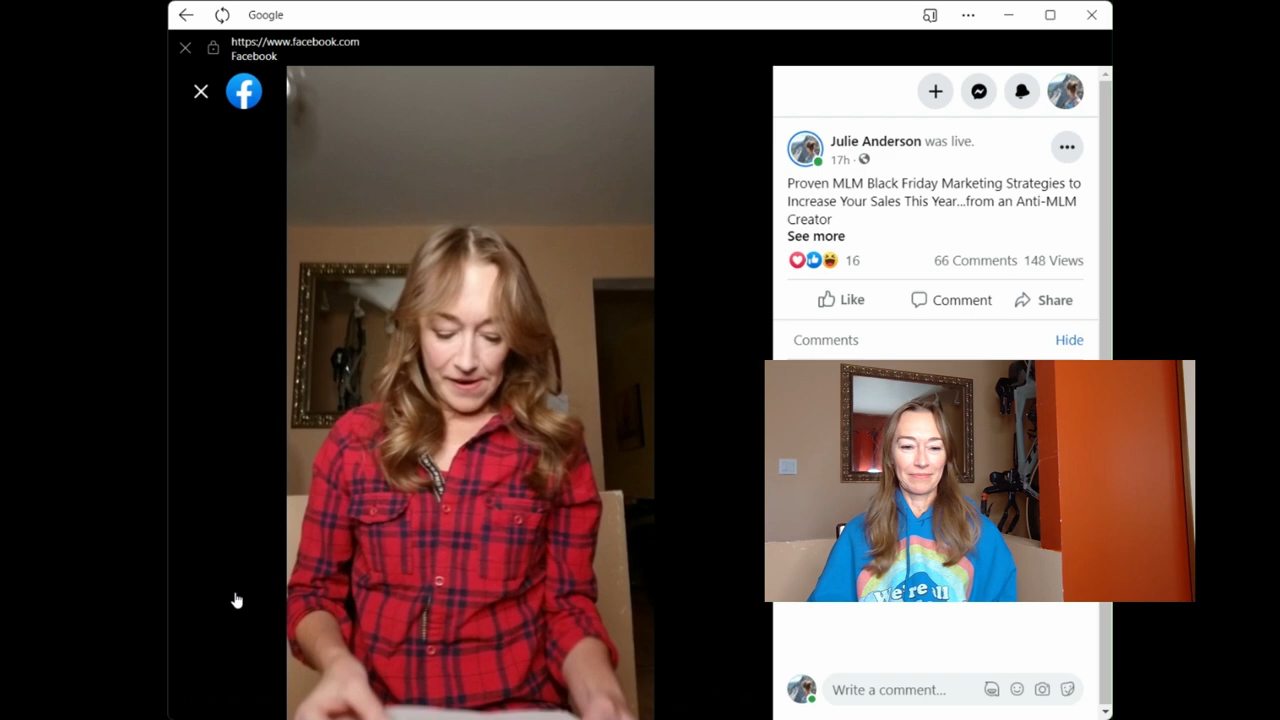 Google
https://www.facebook.com
Facebook
Julie Anderson was live.
17h
Proven MLM Black Friday Marketing Strategies to
Increase Your Sales This Year...from an Anti-MLM
Creator
See more
16 66 Comments 148 Views
Like Comment Share
Comments Hide
We're all
Write a comment...